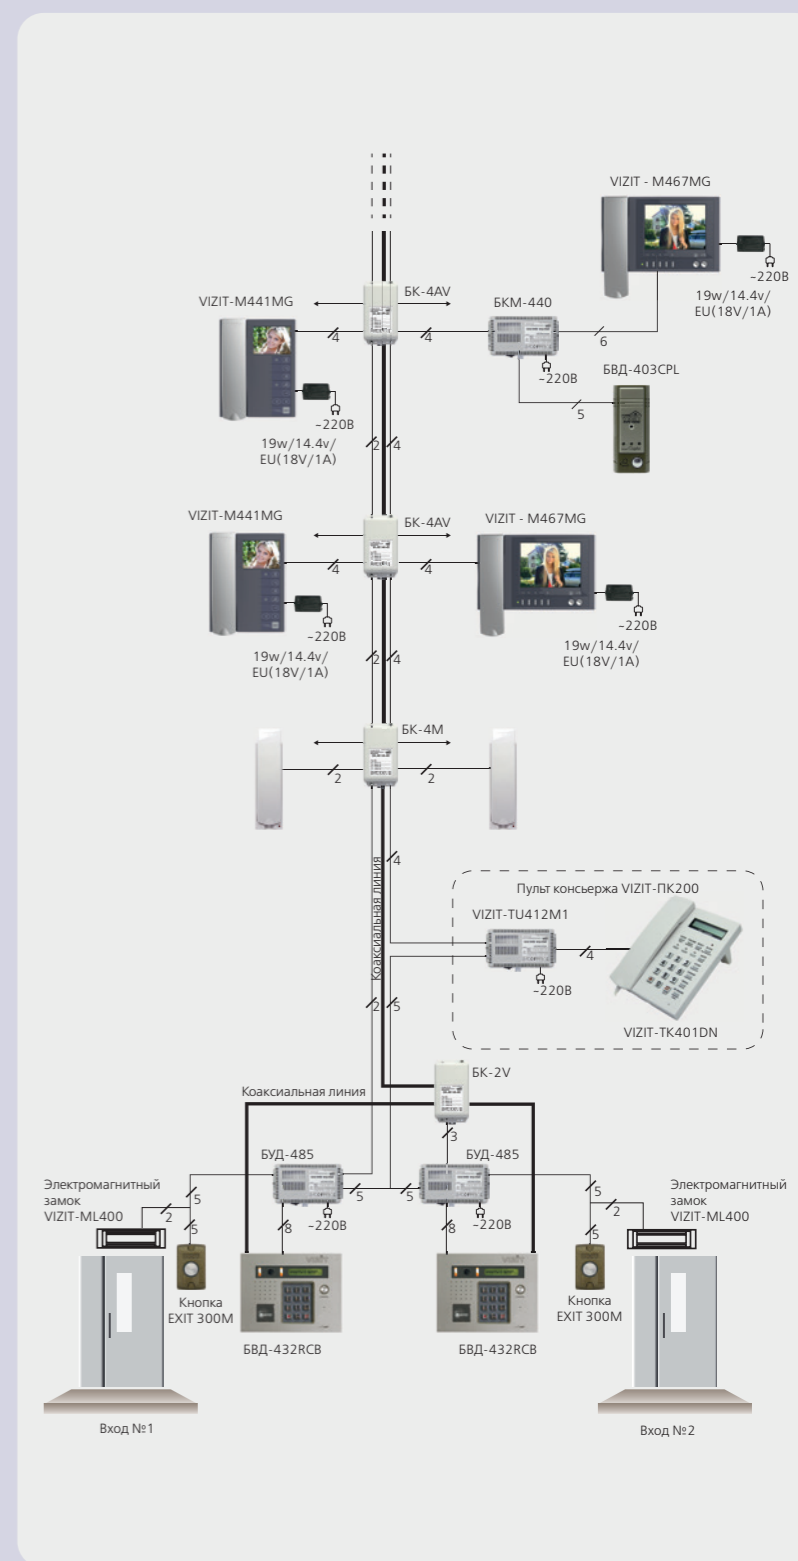 VIZIT - M467MG
~220В
19w/14.4v/
EU(18V/1A)
БК-4AV
VIZIT-M441MG
БКМ-440
4
4
6
~220В
БВД-403CPL
5
~220В
19w/14.4v/
EU(18V/1A)
2
4
VIZIT-M441MG
БК-4AV
VIZIT - M467MG
4
4
~220В
19w/14.4v/
EU(18V/1A)
~220В
19w/14.4v/
EU(18V/1A)
2
4
БК-4М
2
2
4
Коаксиальная линия
Пульт консьержа VIZIT-ПК200
VIZIT-TU412M1
4
~220В
VIZIT-TK401DN
2
5
БК-2V
Коаксиальная линия
3
БУД-485
БУД-485
Электромагнитный
замок
VIZIT-ML400
5
2
5
5
5
8
~220В
8
~220В
5
2
5
Электромагнитный
замок
VIZIT-ML400
VIZIT
VIZIT
Кнопка
EXIT 300M
Кнопка
EXIT 300M
БВД-432RCB
БВД-432RCB
Вход №1
Вход №2